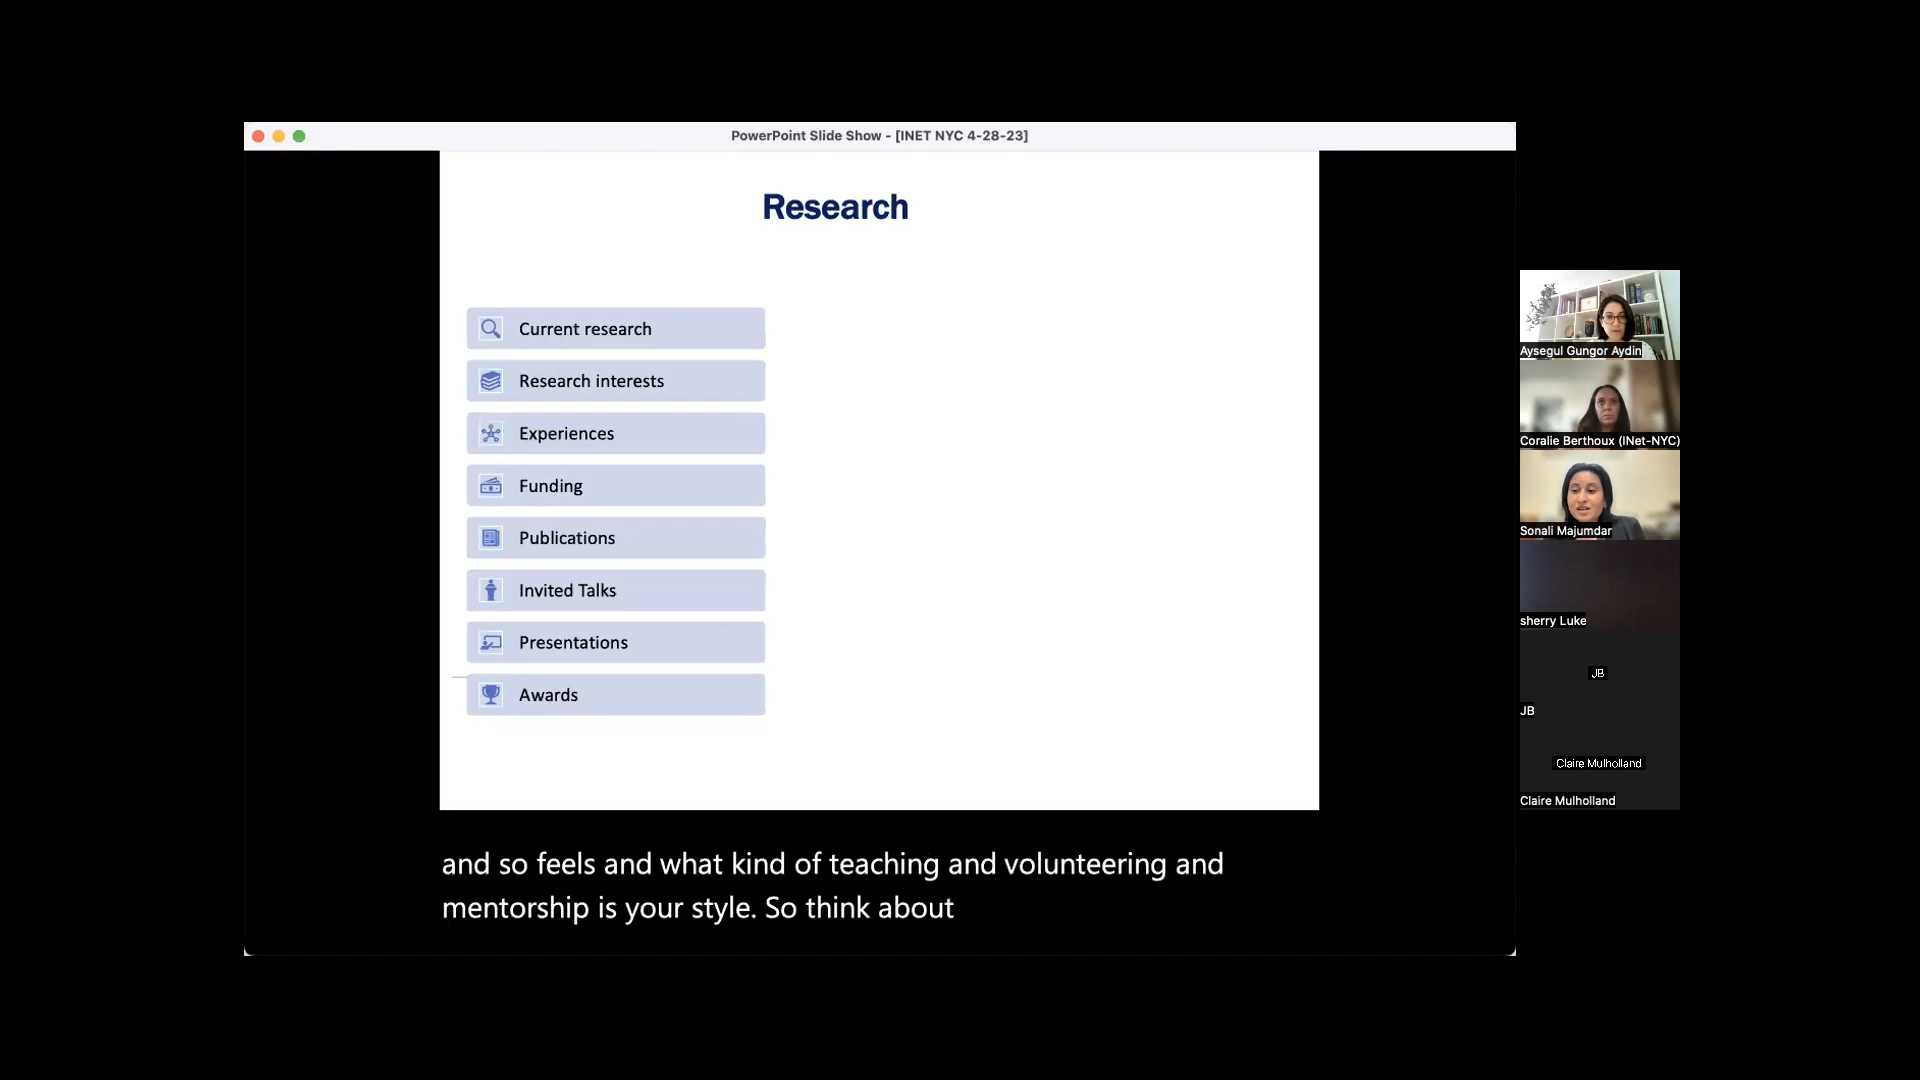 PowerPoint Slide Show - [INET NYC 4-28-23]
Research
Current research
Research interests
Experiences
Funding
Publications
Invited Talks
Presentations
Awards
and so feels and what kind of teaching and volunteering and
mentorship is your style. So think about
Aysegul Gungor Aydin
Coralie Berthoux (INet-NYC)
Sonali Majumdar
sherry Luke
JB
JB
Claire Mulholland
Claire Mulholland